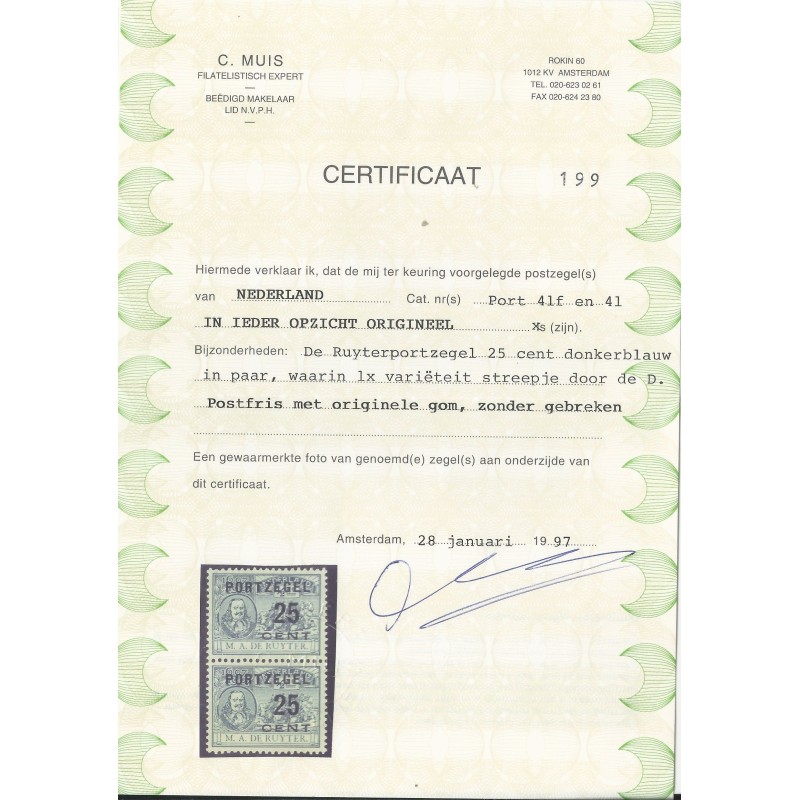 C. MUIS
FILATELISTISCH EXPERT
BEËDIGD MAKELAAR
LID N.V.P.H.
ROKIN 60
1012 KV AMSTERDAM
TEL. 020-623 02 61
FAX 020-624 23 80
CERTIFICAAT 199
Hiermede verklaar ik, dat de mij ter keuring voorgelegde postzegel(s)
van NEDERLAND Cat. nr(s) Port 41f en 41
IN IEDER OPZICHT ORIGINEEL xs (zijn).
Bijzonderheden: De Ruyterportzegel 25 cent donkerblauw
in paar, waarin 1x variëteit streepje door de D.
Postfris met originele gom, zonder gebreken
Een gewaarmerkte foto van genoemd(e) zegel(s) aan onderzijde van
dit certificaat.
Amsterdam, 28 januari 1997
PORTZEGEL
25
CENT
M. A. DE RUYTER
PORTZEGEL
25
CENT
M. A. DE RUYTER